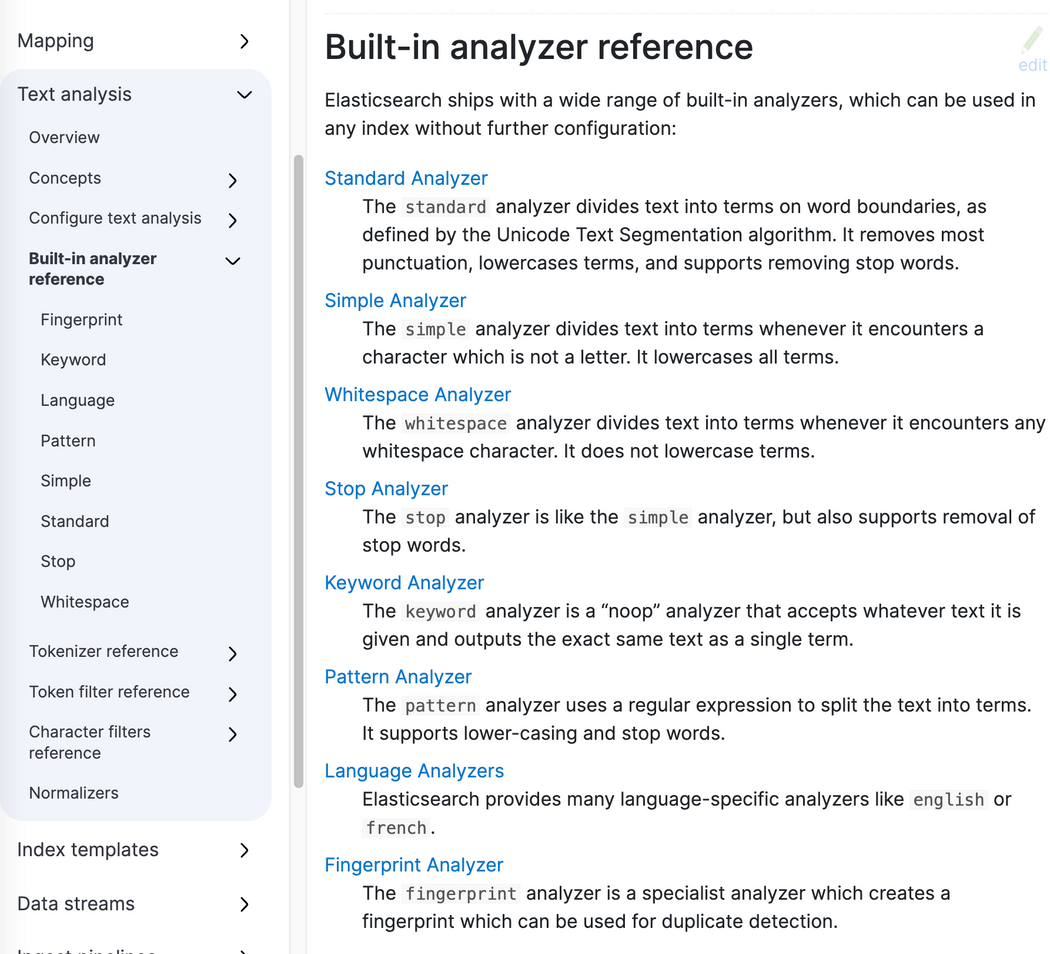 Mapping
Text analysis
Overview
Concepts
Configure text analysis
Built-in analyzer
reference
Fingerprint
Keyword
Language
Pattern
Simple
Standard
Stop
Whitespace
Tokenizer reference
Token filter reference
Character filters
reference
Normalizers
Index templates
Data streams
Ingest pipelines
Built-in analyzer reference
edit
Elasticsearch ships with a wide range of built-in analyzers, which can be used in
any index without further configuration:
Standard Analyzer
The standard analyzer divides text into terms on word boundaries, as
defined by the Unicode Text Segmentation algorithm. It removes most
punctuation, lowercases terms, and supports removing stop words.
Simple Analyzer
The simple analyzer divides text into terms whenever it encounters a
character which is not a letter. It lowercases all terms.
Whitespace Analyzer
The whitespace analyzer divides text into terms whenever it encounters any
whitespace character. It does not lowercase terms.
Stop Analyzer
The stop analyzer is like the simple analyzer, but also supports removal of
stop words.
Keyword Analyzer
The keyword analyzer is a “noop” analyzer that accepts whatever text it is
given and outputs the exact same text as a single term.
Pattern Analyzer
The pattern analyzer uses a regular expression to split the text into terms.
It supports lower-casing and stop words.
Language Analyzers
Elasticsearch provides many language-specific analyzers like english or
french.
Fingerprint Analyzer
The fingerprint analyzer is a specialist analyzer which creates a
fingerprint which can be used for duplicate detection.